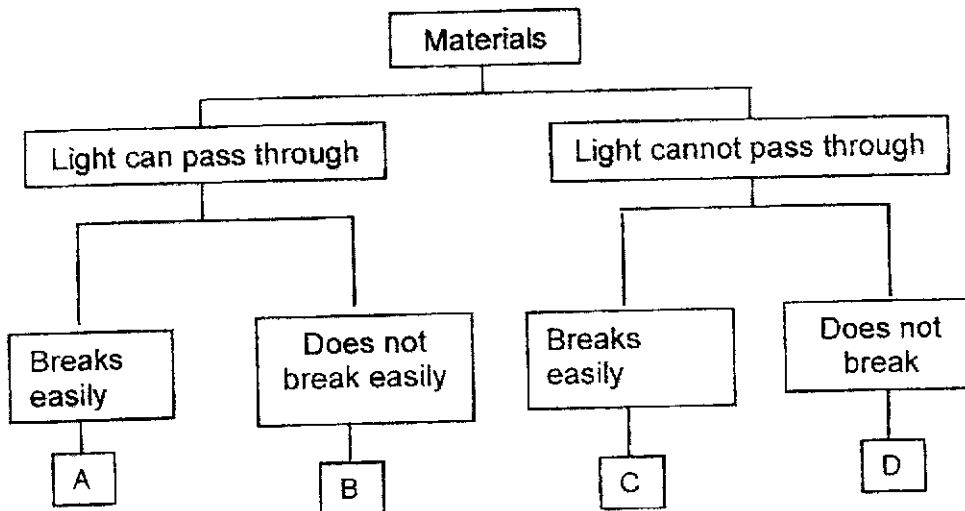 Materials
Light can pass through
Light cannot pass through
Breaks
easily
Does not
break easily
Breaks
easily
Does not
break
A
B
C
D